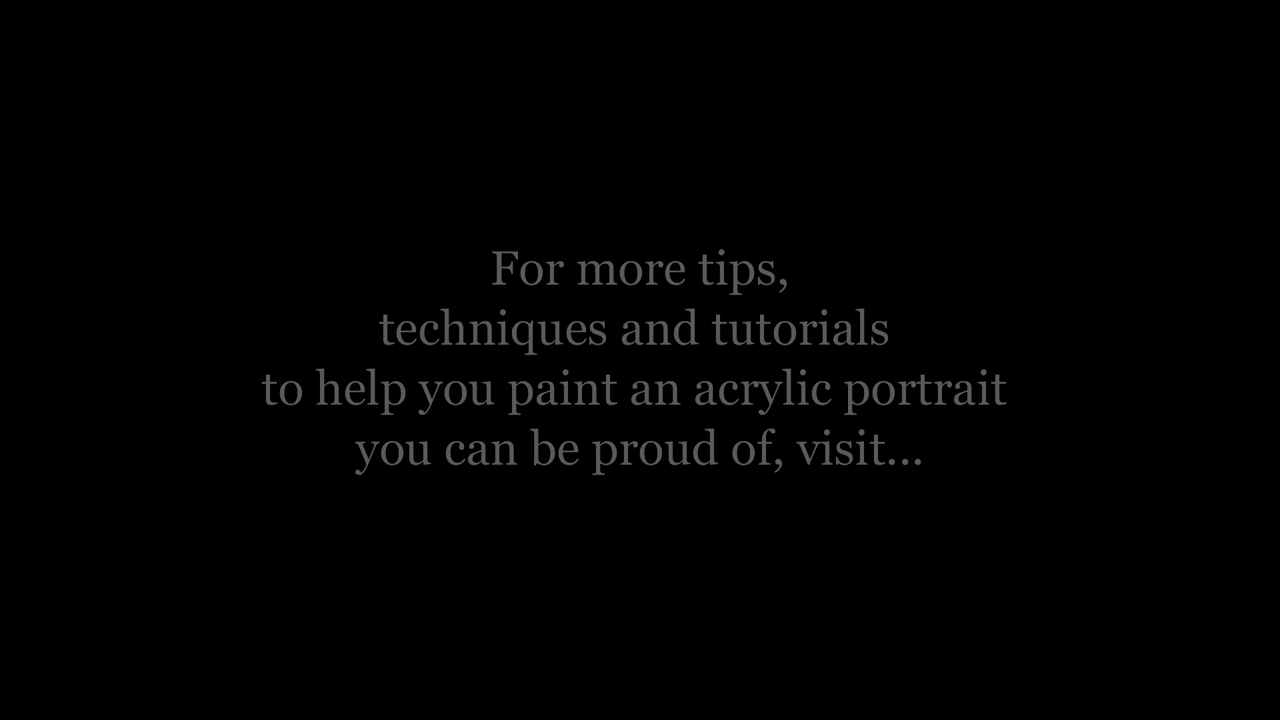 For more tips,
techniques and tutorials
to help you paint an acrylic portrait
you can be proud of, visit...